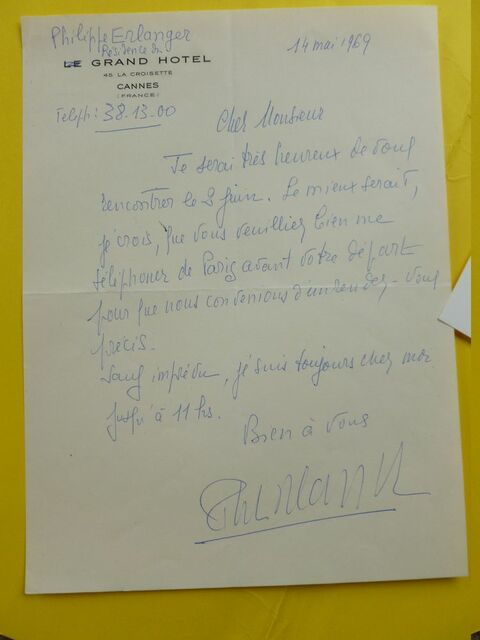 Philippe Erlanger
Résidence du
LE GRAND HOTEL
45 LA CROISETTE
CANNES
(FRANCE)
Téléph: 38.13-00
14 mai 1969
Cher Monsieur
Je serai très heureux de vous
rencontrer le 2 juin. Le mieux serait,
je crois, que vous veuilliez bien me
téléphoner de Paris avant votre départ
pour que nous convenions d'un rendez-vous
précis.
Sauf imprévu, je suis toujours chez moi
jusqu'à 11 hs.
Bien à vous